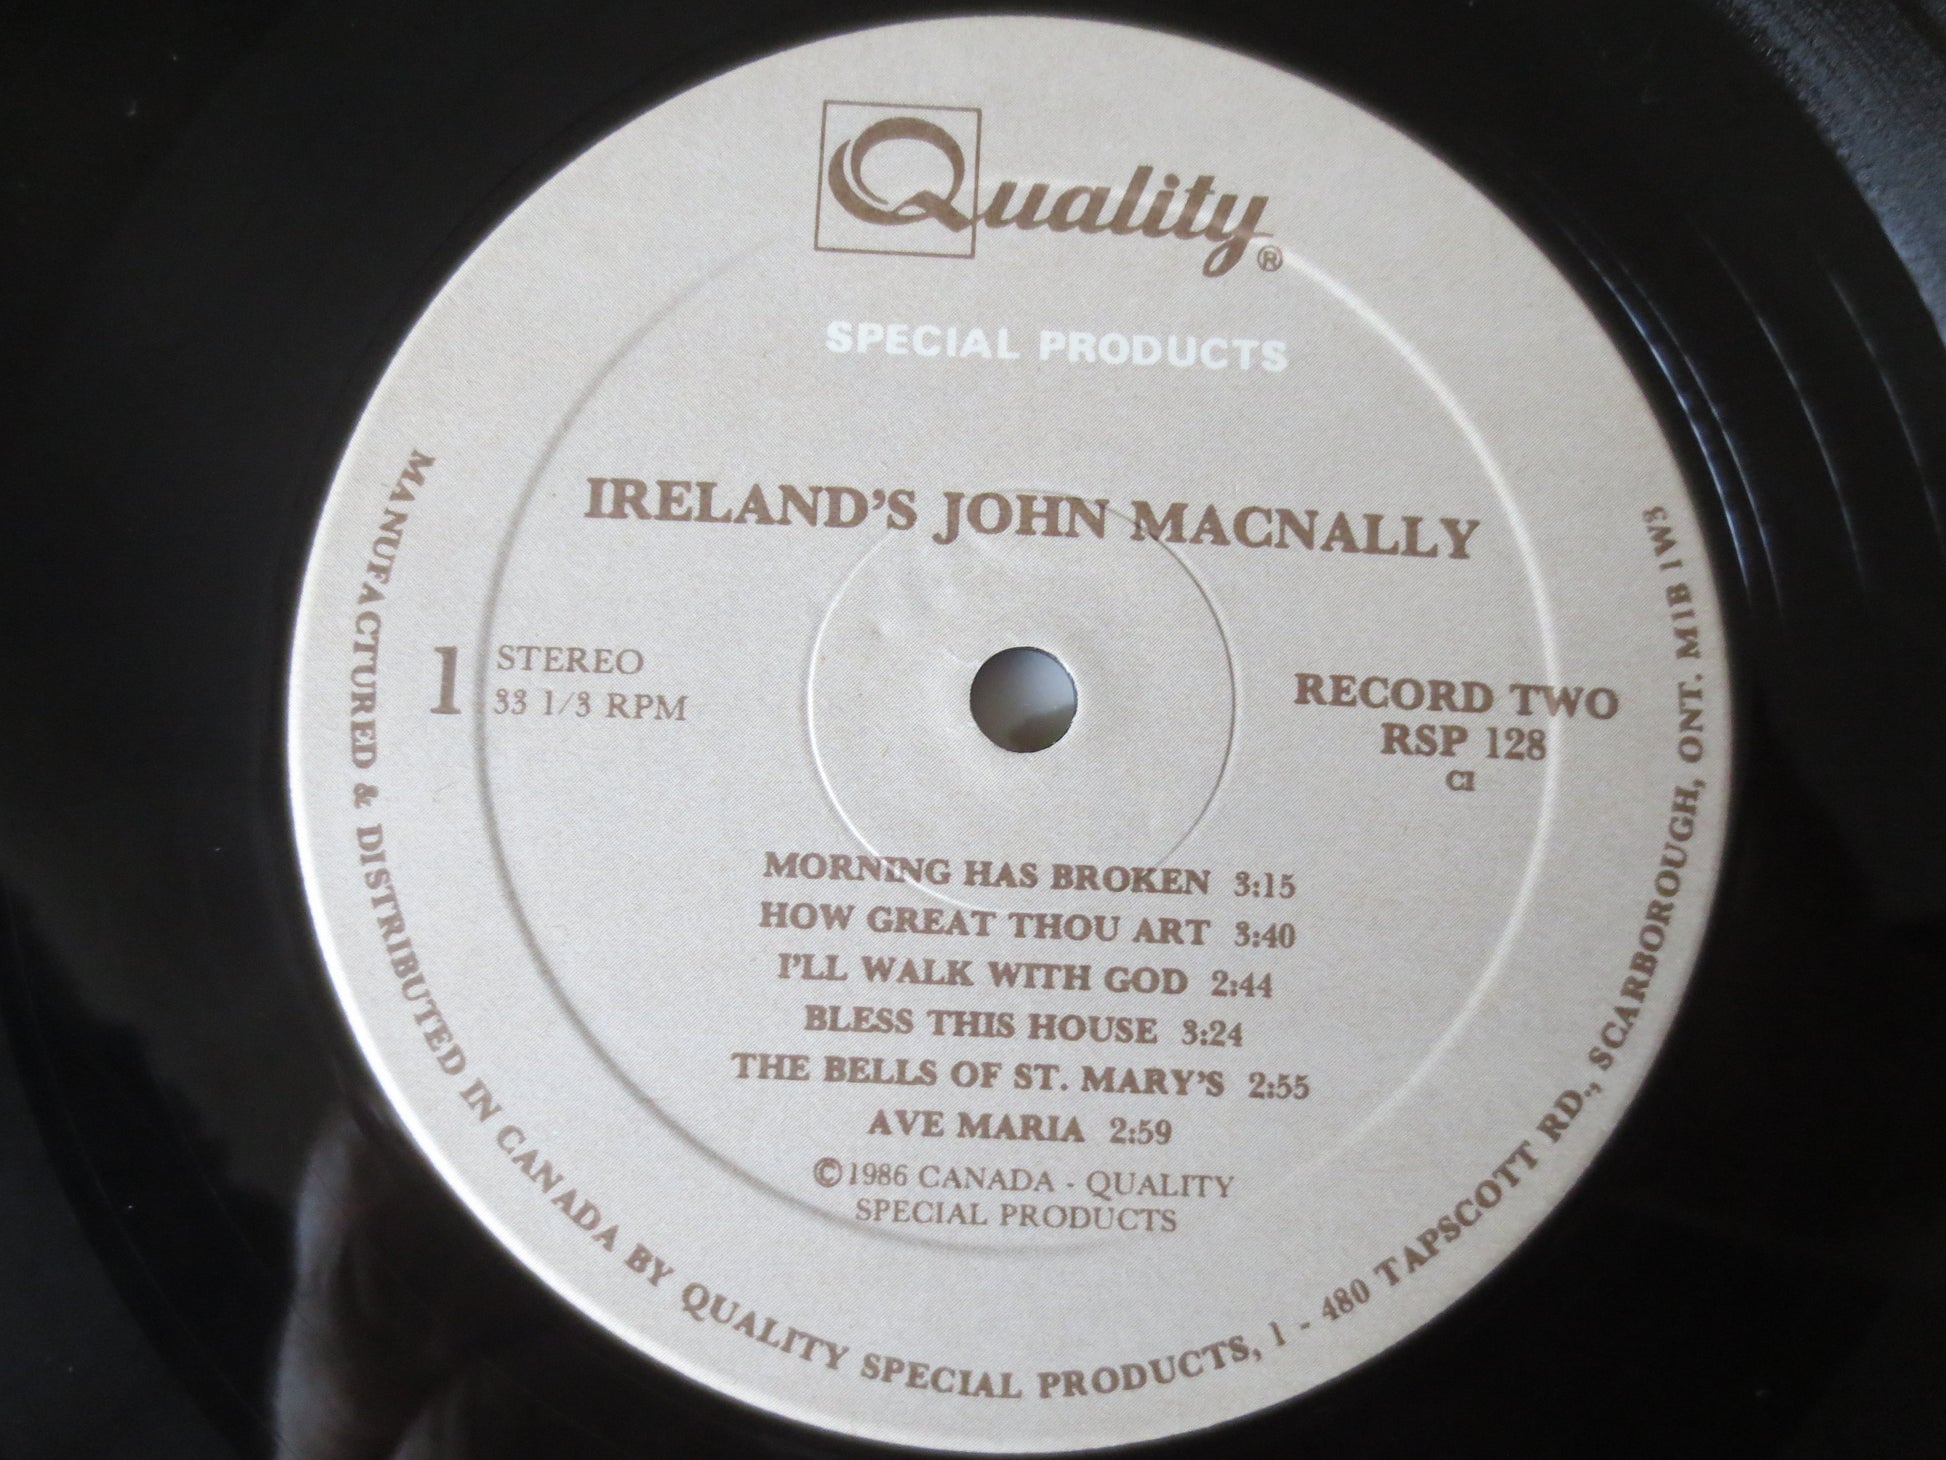 Quality®
SPECIAL PRODUCTS
IRELAND'S JOHN MACNALLY
1 STEREO
33 1/3 RPM
RECORD TWO
RSP 128
CI
MORNING HAS BROKEN 3:15
HOW GREAT THOU ART 3:40
I'LL WALK WITH GOD 2:44
BLESS THIS HOUSE 3:24
THE BELLS OF ST. MARY'S 2:55
AVE MARIA 2:59
©1986 CANADA - QUALITY
SPECIAL PRODUCTS
MANUFACTURED & DISTRIBUTED IN CANADA BY QUALITY SPECIAL PRODUCTS, 1 - 480 TAPSCOTT RD., SCARBOROUGH, ONT. M1B 1W3